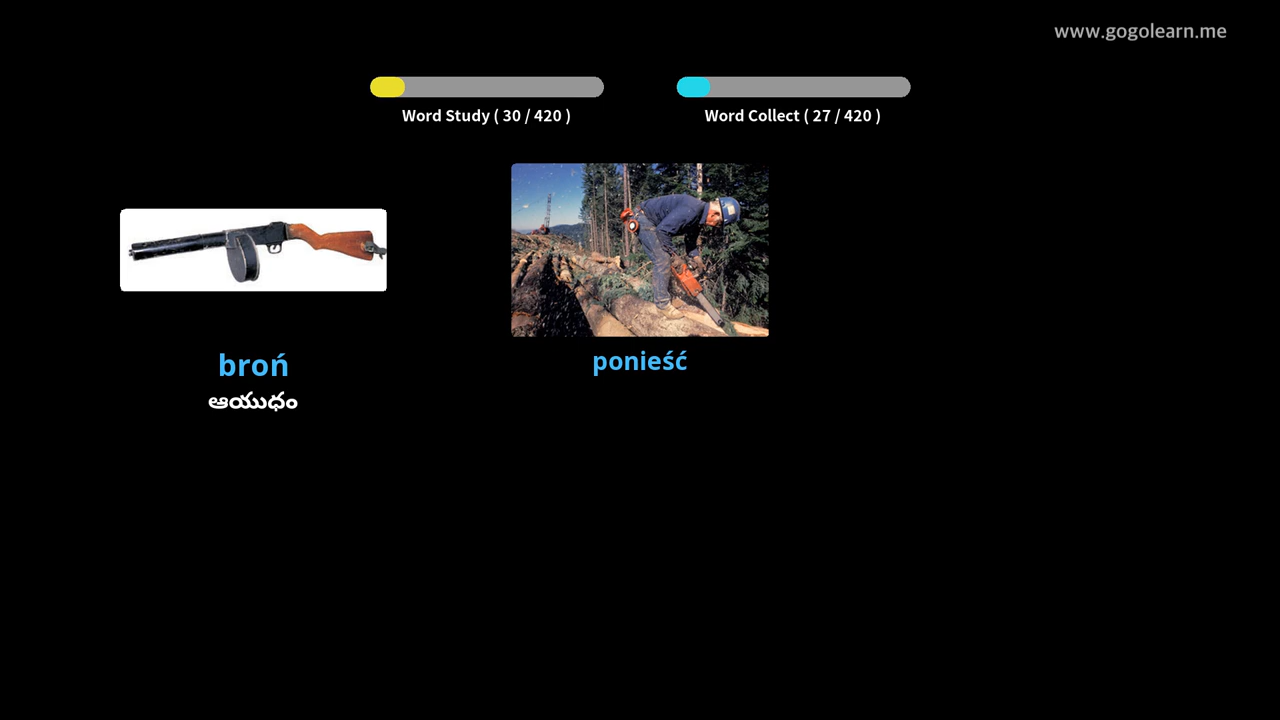 www.gogolearn.me
Word Study ( 30 / 420 )
Word Collect ( 27 / 420 )
broń
ఆయుధం
ponieść